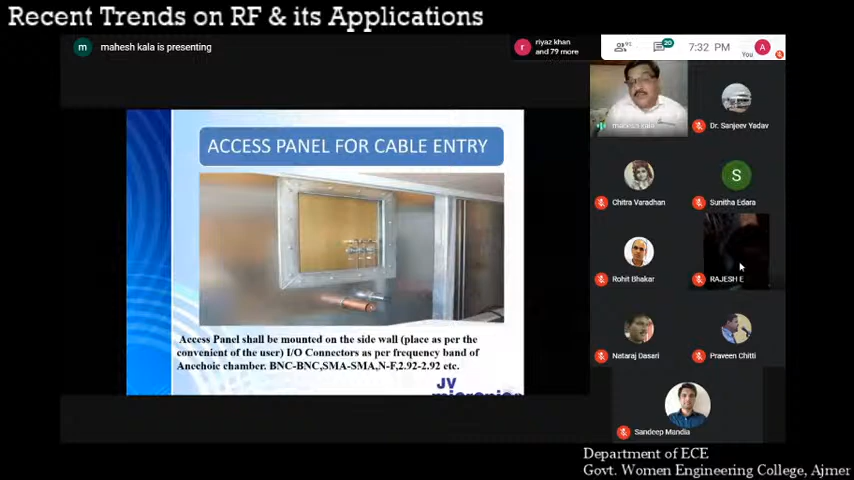 Recent Trends on RF & its Applications
m mahesh kala is presenting
r riyaz khan
and 79 more
20
7:32 PM
You
A
ACCESS PANEL FOR CABLE ENTRY
Access Panel shall be mounted on the side wall (place as per the
convenient of the user) I/O Connectors as per frequency band of
Anechoic chamber. BNC-BNC,SMA-SMA,N-F,2.92-2.92 etc.
JV
Dr. Sanjeev Yadav
S
Chitra Varadhan
Sunitha Edara
Rohit Bhakar
RAJESH E
Nataraj Dasari
Praveen Chitti
Sandeep Mandia
Department of ECE
Govt. Women Engineering College, Ajmer